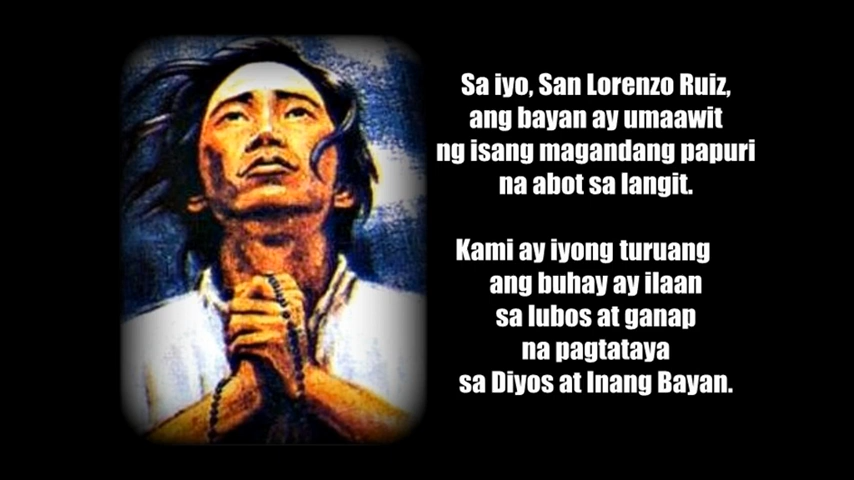 Sa iyo, San Lorenzo Ruiz,
ang bayan ay umaawit
ng isang magandang papuri
na abot sa langit.
Kami ay iyong turuang
ang buhay ay ilaan
sa lubos at ganap
na pagtataya
sa Diyos at Inang Bayan.